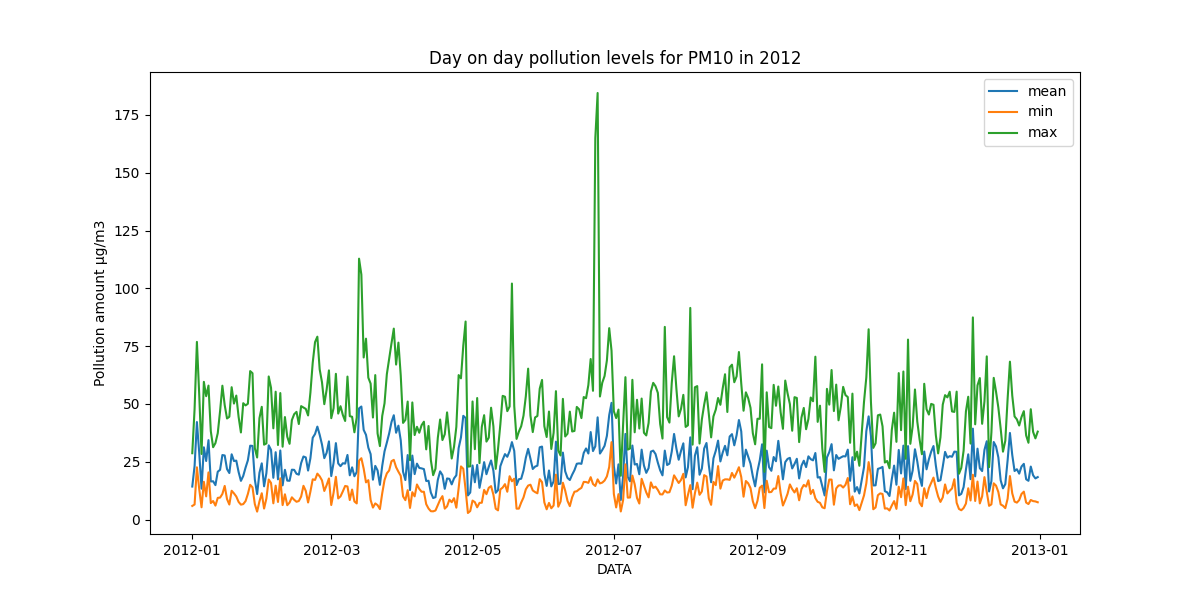 Day on day pollution levels for PM10 in 2012
mean
min
max
Pollution amount µg/m3
175
150
125
100
75
50
25
0
2012-01
2012-03
2012-05
2012-07
2012-09
2012-11
2013-01
DATA